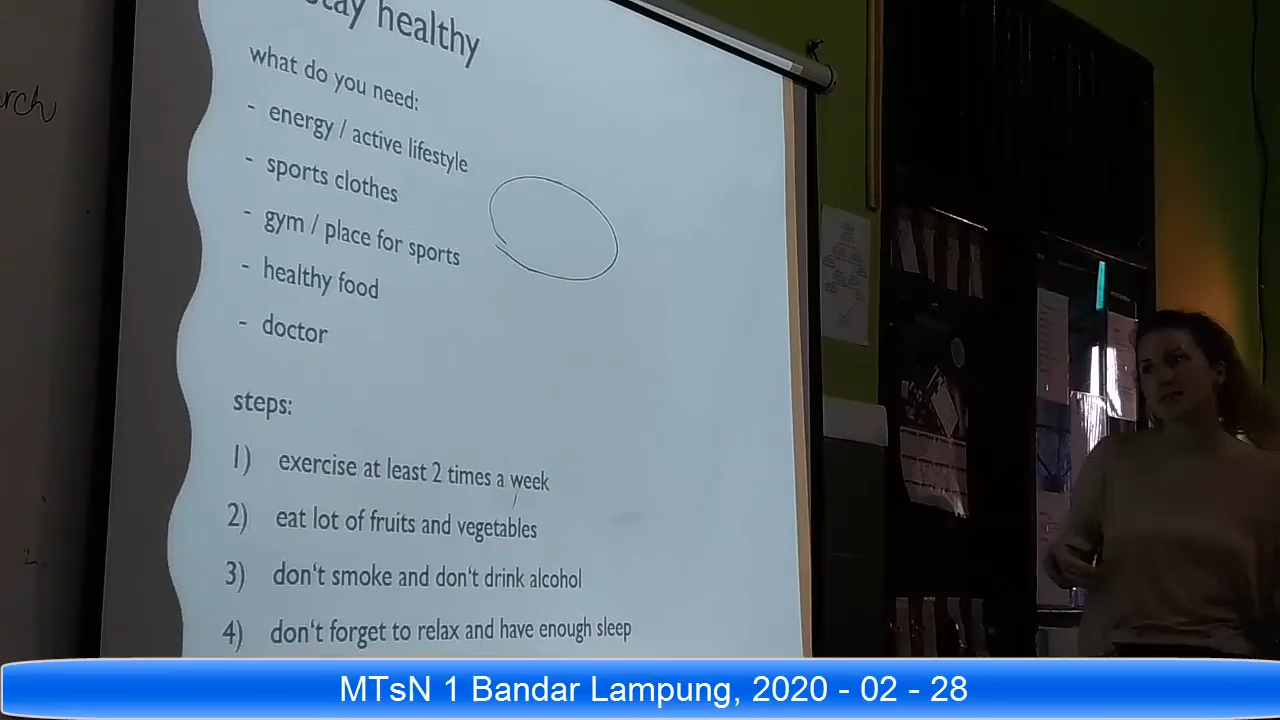 stay healthy
what do you need:
- energy / active lifestyle
- sports clothes
- gym / place for sports
- healthy food
- doctor
steps:
1) exercise at least 2 times a week
2) eat lot of fruits and vegetables
3) don't smoke and don't drink alcohol
4) don't forget to relax and have enough sleep
MTsN 1 Bandar Lampung, 2020 - 02 - 28